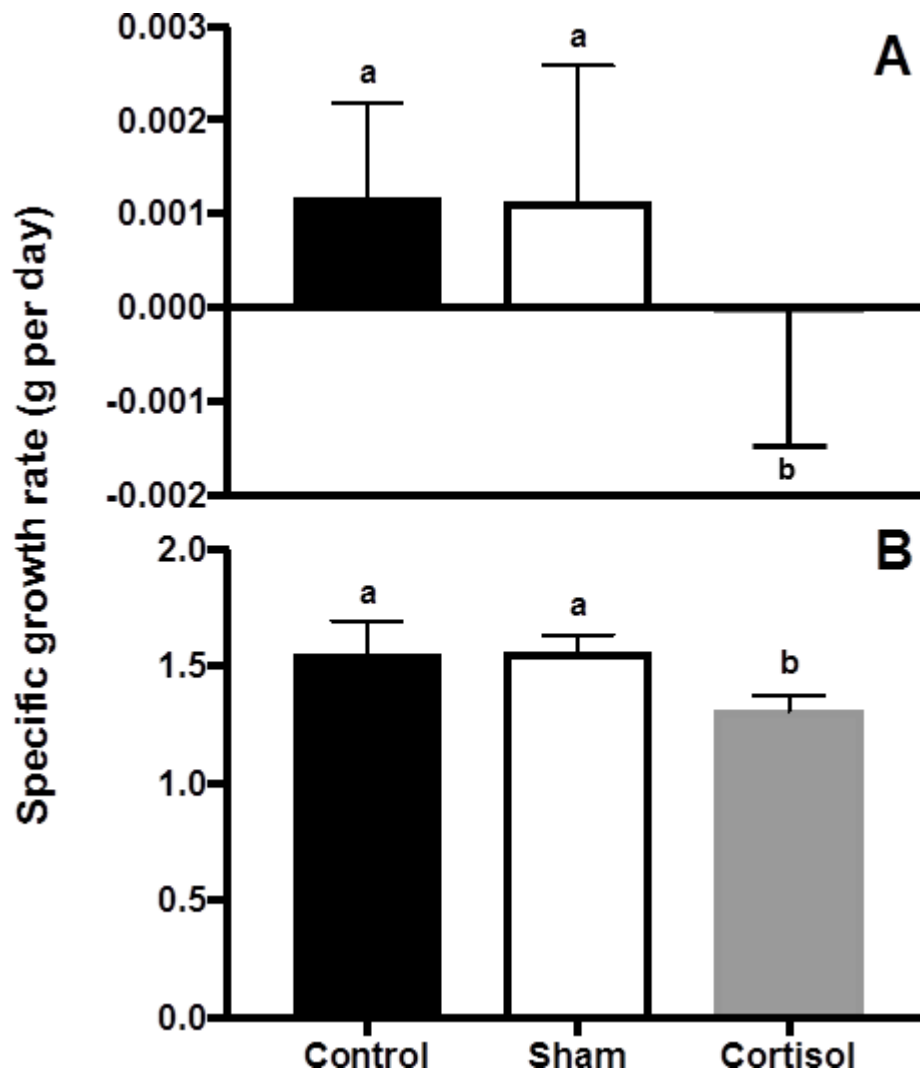 Specific growth rate (g per day)
A
0.003
0.002
0.001
0.000
-0.001
-0.002
a
a
b
B
2.0
1.5
1.0
0.5
0.0
a
a
b
Control Sham Cortisol